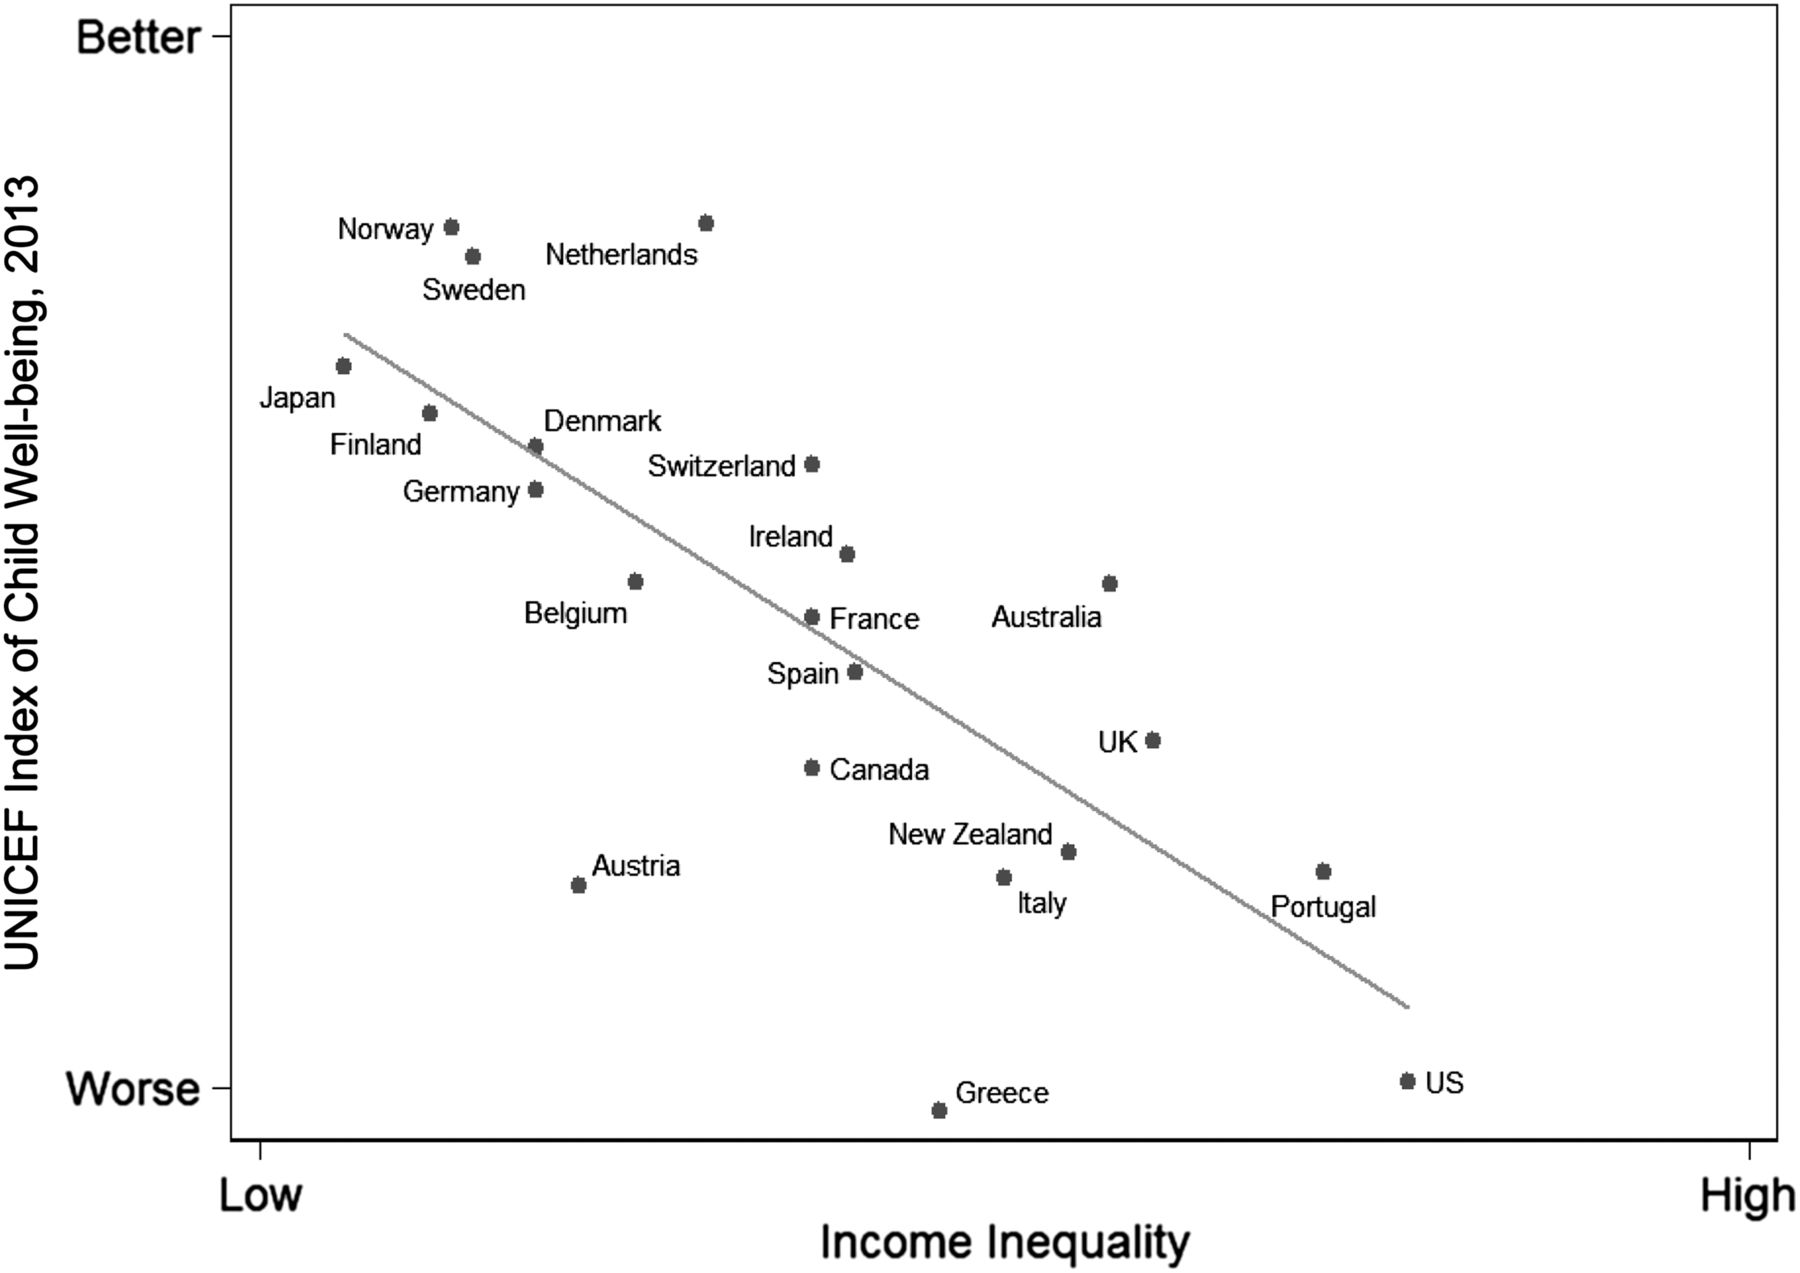 Better
Norway
Netherlands
Sweden
Japan
Finland
Denmark
Switzerland
Germany
Ireland
Belgium
France
Australia
Spain
UK
Canada
New Zealand
Austria
Italy
Portugal
Greece
US
Worse
UNICEF Index of Child Well-being, 2013
Low
High
Income Inequality